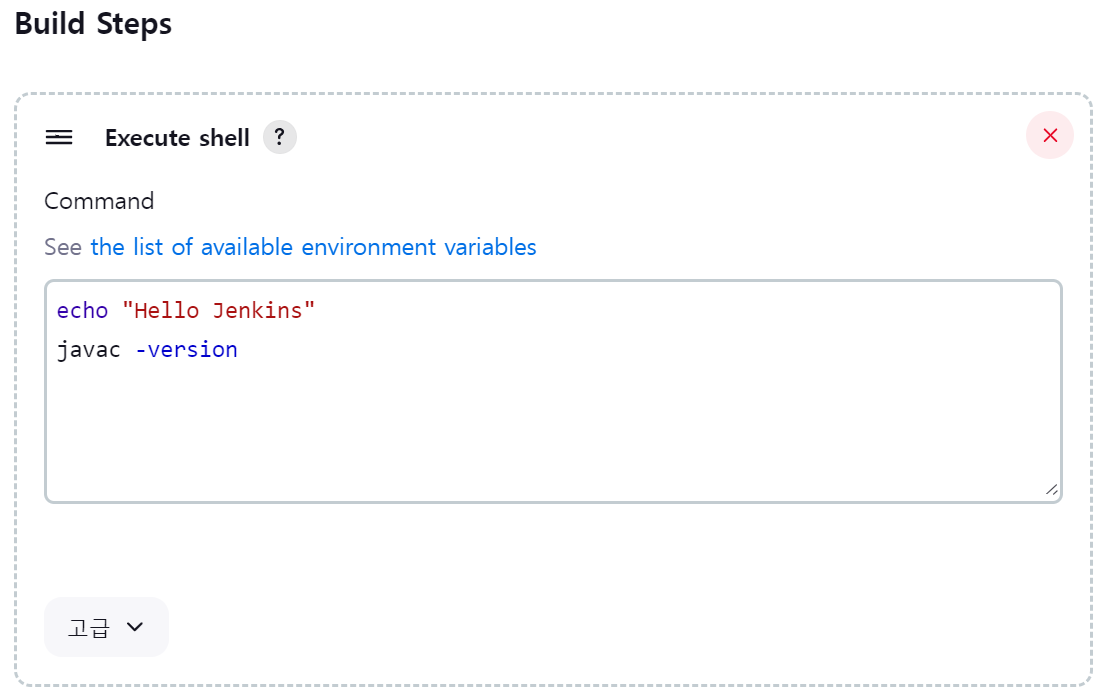 Build Steps
Execute shell ?
Command
See the list of available environment variables
echo "Hello Jenkins"
javac -version
고급